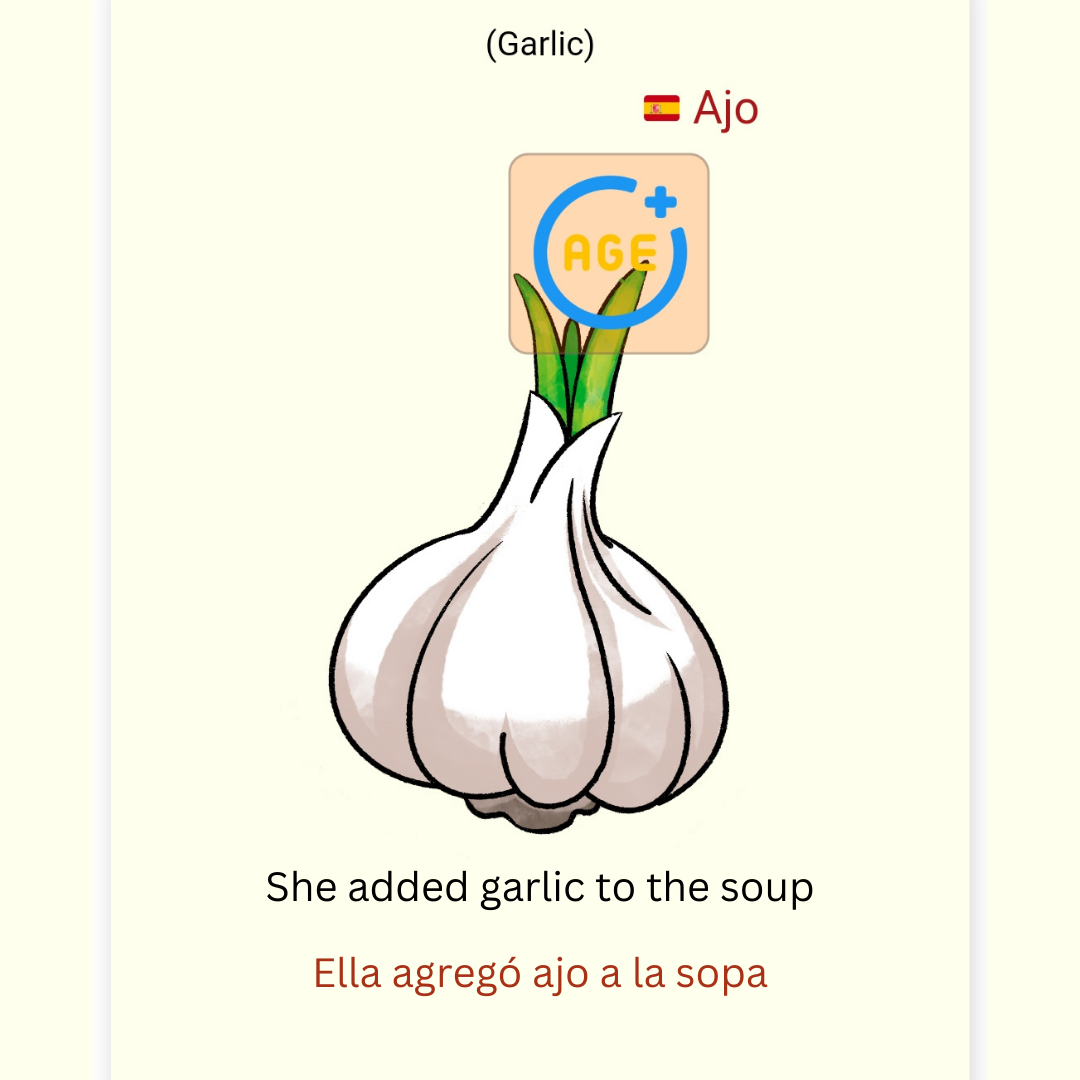 (Garlic)
Ajo
AGE
She added garlic to the soup
Ella agregó ajo a la sopa